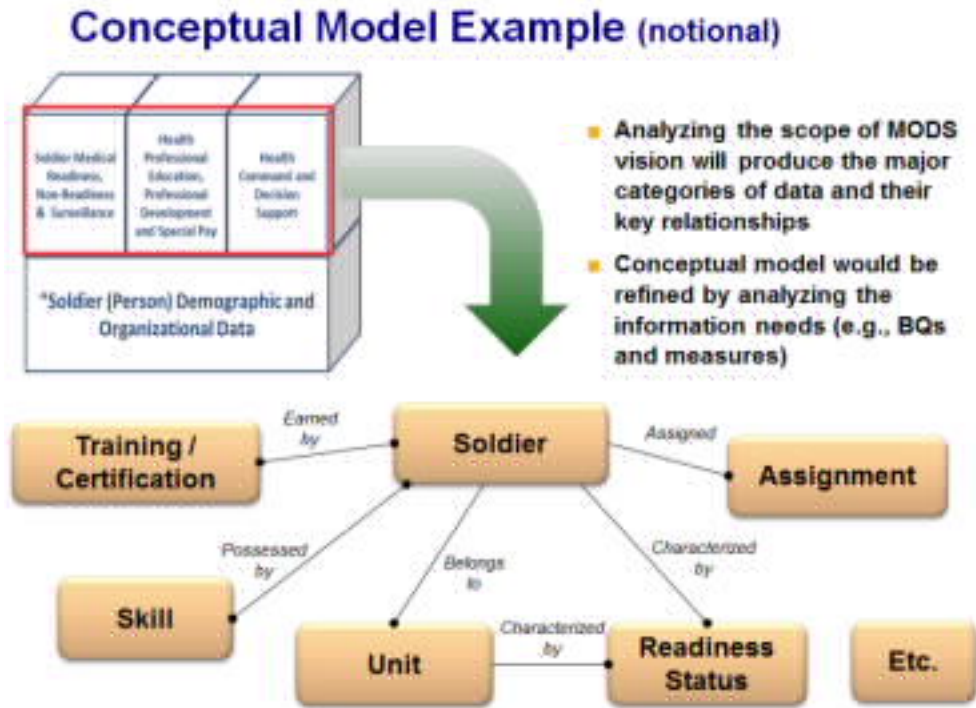 Conceptual Model Example (notional)
Soldier Medical
Readiness,
Non-Readiness
& Surveillance
Health
Professional
Education,
Professional
Development
and Special Pay
Health
Command and
Decision
Support
"Soldier (Person) Demographic and
Organizational Data
Analyzing the scope of MODS
vision will produce the major
categories of data and their
key relationships
Conceptual model would be
refined by analyzing the
information needs (e.g., BQs
and measures)
Training /
Certification
Earned
by
Soldier
Assigned
Assignment
Possessed
by
Belongs
to
Characterized
by
Skill
Unit
Characterized
by
Readiness
Status
Etc.